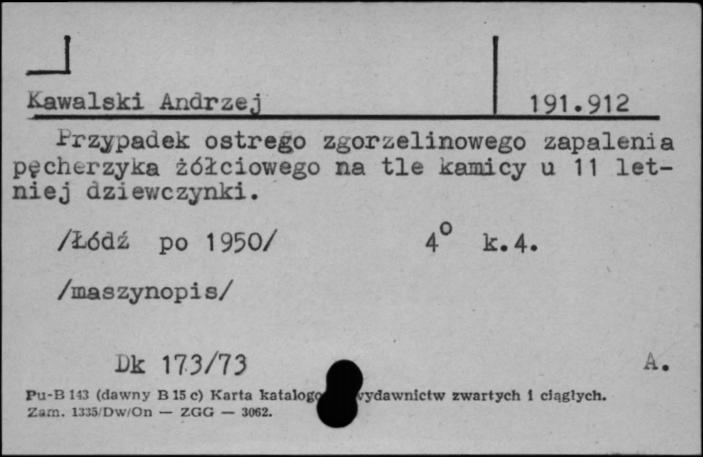 Kawalski Andrzej 191.912
Przypadek ostrego zgorzelinowego zapalenia
pęcherzyka żółciowego na tle kamicy u 11 let-
niej dziewczynki.
/Łódź po 1950/ 4° k.4.
/maszynopis/
Dk 173/73 A.
Pu-B 143 (dawny B 15 c) Karta katalogo ydawnictw zwartych i ciągłych.
Zam. 1335/Dw/On — ZGG — 3062.